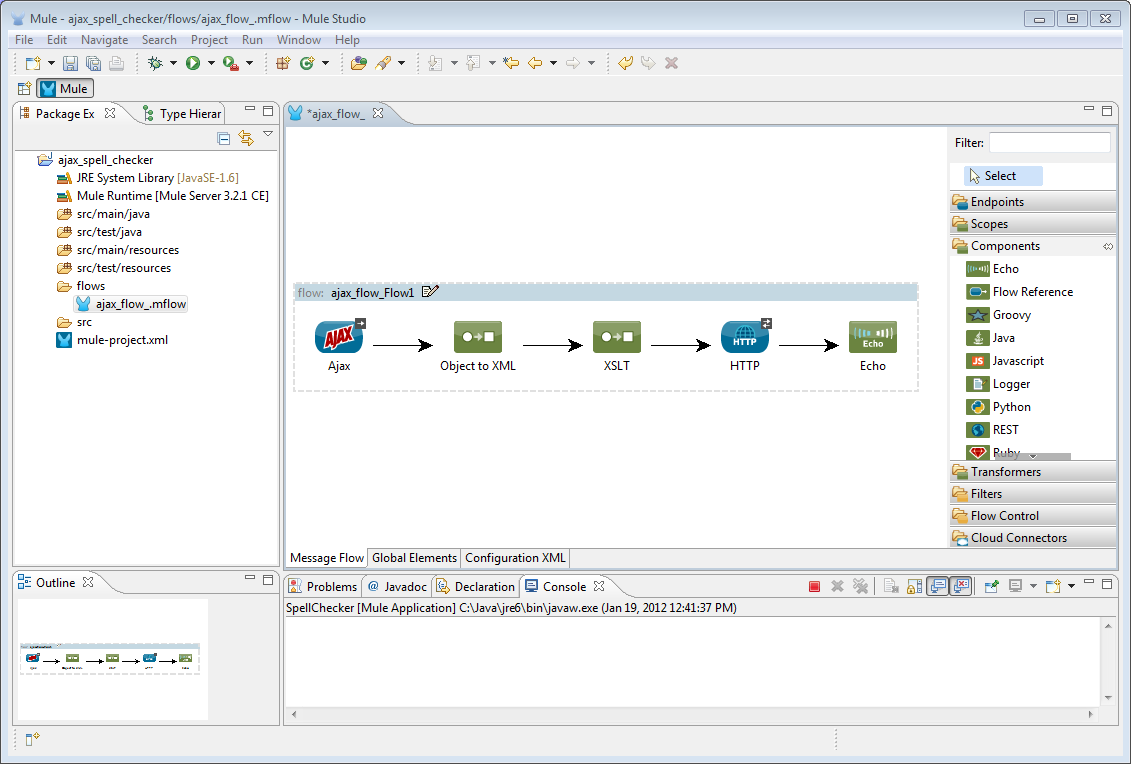 Mule - ajax_spell_checker/flows/ajax_flow_.mflow - Mule Studio
File Edit Navigate Search Project Run Window Help
Mule
Package Ex
Type Hierar
ajax_spell_checker
JRE System Library [JavaSE-1.6]
Mule Runtime [Mule Server 3.2.1 CE]
src/main/java
src/test/java
src/main/resources
src/test/resources
flows
ajax_flow_.mflow
src
mule-project.xml
*ajax_flow_
flow: ajax_flow_Flow1
AJAX
HTTP
Echo
Ajax
Object to XML
XSLT
HTTP
Echo
Message Flow
Global Elements
Configuration XML
Filter:
Select
Endpoints
Scopes
Components
Echo
Flow Reference
Groovy
Java
JS
Javascript
Logger
Python
REST
Ruby
Transformers
Filters
Flow Control
Cloud Connectors
Outline
Problems
@ Javadoc
Declaration
Console
SpellChecker [Mule Application] C:\Java\jre6\bin\javaw.exe (Jan 19, 2012 12:41:37 PM)